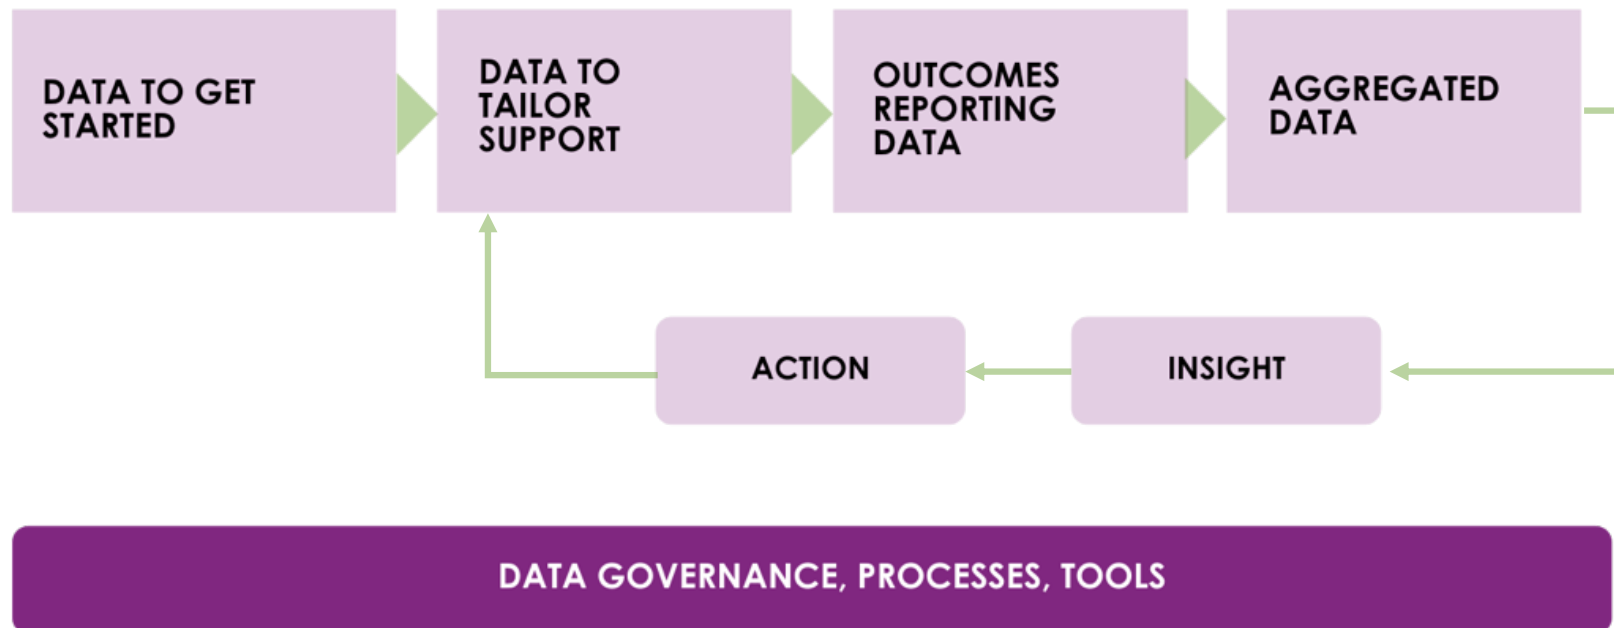 DATA TO GET
STARTED
DATA TO
TAILOR
SUPPORT
OUTCOMES
REPORTING
DATA
AGGREGATED
DATA
ACTION
INSIGHT
DATA GOVERNANCE, PROCESSES, TOOLS